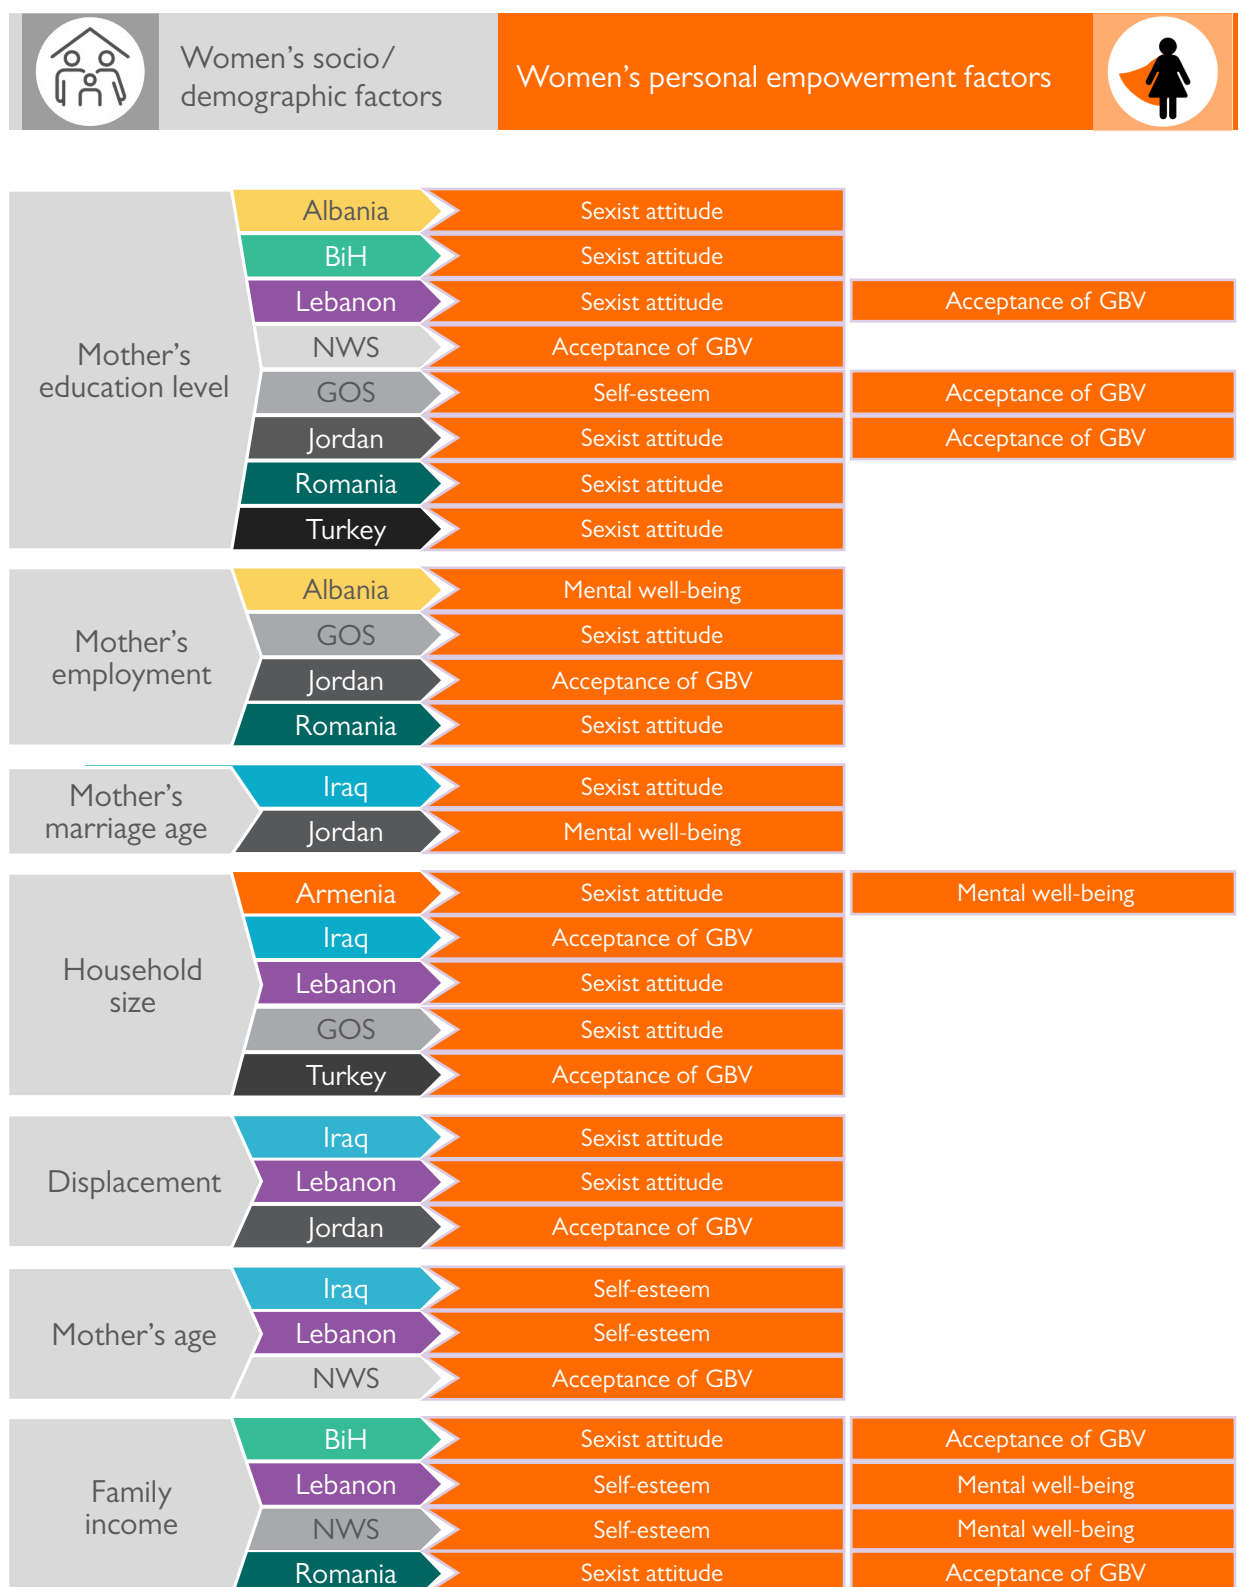 Women's socio/
demographic factors
Women's personal empowerment factors
Mother's
education level
Albania Sexist attitude
BiH Sexist attitude
Lebanon Sexist attitude Acceptance of GBV
NWS Acceptance of GBV
GOS Self-esteem Acceptance of GBV
Jordan Sexist attitude Acceptance of GBV
Romania Sexist attitude
Turkey Sexist attitude
Mother's
employment
Albania Mental well-being
GOS Sexist attitude
Jordan Acceptance of GBV
Romania Sexist attitude
Mother's
marriage age
Iraq Sexist attitude
Jordan Mental well-being
Household
size
Armenia Sexist attitude Mental well-being
Iraq Acceptance of GBV
Lebanon Sexist attitude
GOS Sexist attitude
Turkey Acceptance of GBV
Displacement
Iraq Sexist attitude
Lebanon Sexist attitude
Jordan Acceptance of GBV
Mother's age
Iraq Self-esteem
Lebanon Self-esteem
NWS Acceptance of GBV
Family
income
BiH Sexist attitude Acceptance of GBV
Lebanon Self-esteem Mental well-being
NWS Self-esteem Mental well-being
Romania Sexist attitude Acceptance of GBV